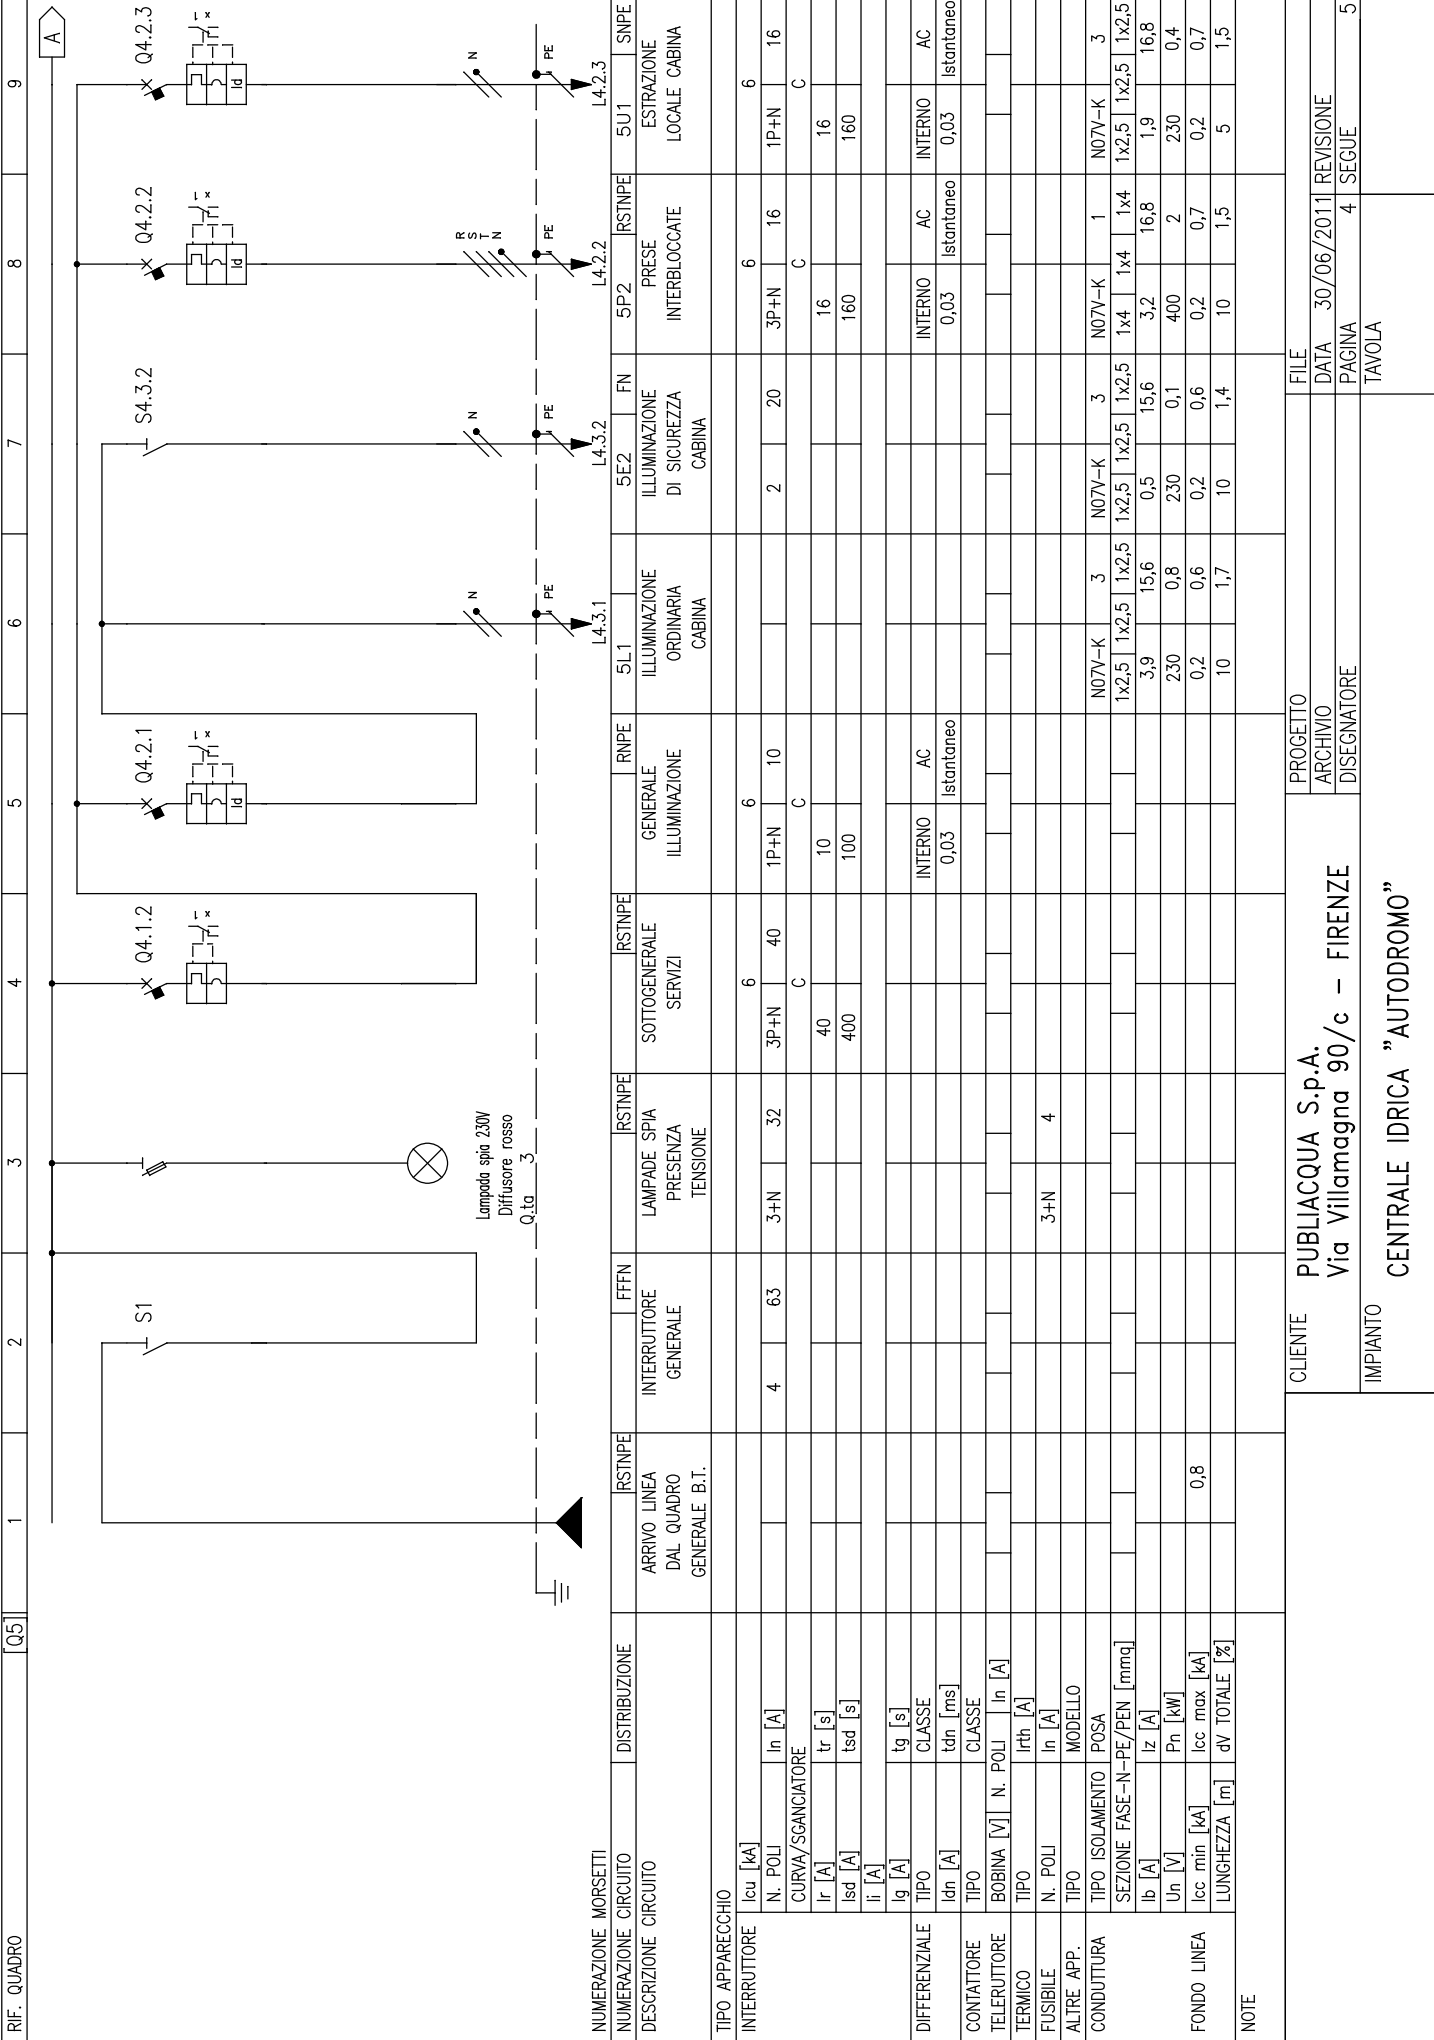 RIF. QUADRO [Q5] 1 2 3 4 5 6 7 8 9
A
S1 Q4.1.2 Q4.2.1 S4.3.2 Q4.2.2 Q4.2.3
Id Id Id
Lampada spia 230V
Diffusore rosso
Q.ta 3
N N R S T N N
PE PE PE PE
NUMERAZIONE MORSETTI L4.3.1 L4.3.2 L4.2.2 L4.2.3
NUMERAZIONE CIRCUITO DISTRIBUZIONE RSTNPE FFFN RSTNPE RSTNPE RNPE 5L1 5E2 FN 5P2 RSTNPE 5U1 SNPE
DESCRIZIONE CIRCUITO
ARRIVO LINEA
DAL QUADRO
GENERALE B.T.
INTERRUTTORE
GENERALE
LAMPADE SPIA
PRESENZA
TENSIONE
SOTTOGENERALE
SERVIZI
GENERALE
ILLUMINAZIONE
ILLUMINAZIONE
ORDINARIA
CABINA
ILLUMINAZIONE
DI SICUREZZA
CABINA
PRESE
INTERBLOCCATE
ESTRAZIONE
LOCALE CABINA
TIPO APPARECCHIO
INTERRUTTORE Icu [kA] 6 6 6 6
N. POLI In [A] 4 63 3+N 32 3P+N 40 1P+N 10 2 20 3P+N 16 1P+N 16
CURVA/SGANCIATORE C C C C
Ir [A] tr [s] 40 10 16 16
Isd [A] tsd [s] 400 100 160 160
Ii [A]
Ig [A] tg [s]
DIFFERENZIALE TIPO CLASSE INTERNO AC INTERNO AC INTERNO AC
Idn [A] tdn [ms] 0,03 Istantaneo 0,03 Istantaneo 0,03 Istantaneo
CONTATTORE TIPO CLASSE
TELERUTTORE BOBINA [V] N. POLI In [A]
TERMICO TIPO Irth [A]
FUSIBILE N. POLI In [A] 3+N 4
ALTRE APP. TIPO MODELLO
CONDUTTURA TIPO ISOLAMENTO POSA N07V-K 3 N07V-K 3 N07V-K 1 N07V-K 3
SEZIONE FASE-N-PE/PEN [mmq] 1x2,5 1x2,5 1x2,5 1x2,5 1x2,5 1x2,5 1x4 1x4 1x4 1x2,5 1x2,5 1x2,5
Ib [A] Iz [A] 3,9 15,6 0,5 15,6 3,2 16,8 1,9 16,8
Un [V] Pn [kW] 230 0,8 230 0,1 400 2 230 0,4
FONDO LINEA Icc min [kA] Icc max [kA] 0,8 0,2 0,6 0,2 0,6 0,2 0,7 0,2 0,7
LUNGHEZZA [m] dV TOTALE [%] 10 1,7 10 1,4 10 1,5 5 1,5
NOTE
CLIENTE PUBLIACQUA S.p.A.
Via Villamagna 90/c - FIRENZE
IMPIANTO
CENTRALE IDRICA "AUTODROMO"
PROGETTO FILE
ARCHIVIO DATA 30/06/2011 REVISIONE
DISEGNATORE PAGINA 4 SEGUE 5
TAVOLA